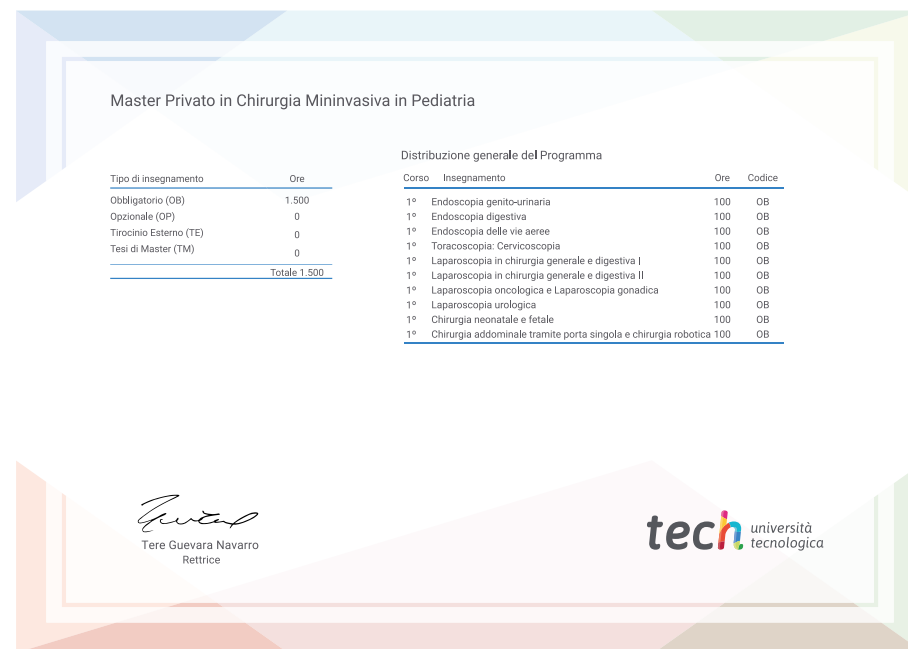 Master Privato in Chirurgia Mininvasiva in Pediatria
Tipo di insegnamento Ore
Obbligatorio (OB) 1.500
Opzionale (OP) 0
Tirocinio Esterno (TE) 0
Tesi di Master (TM) 0
Totale 1.500
Distribuzione generale del Programma
Corso Insegnamento Ore Codice
1º Endoscopia genito-urinaria 100 OB
1º Endoscopia digestiva 100 OB
1º Endoscopia delle vie aeree 100 OB
1º Toracoscopia: Cervicoscopia 100 OB
1º Laparoscopia in chirurgia generale e digestiva I 100 OB
1º Laparoscopia in chirurgia generale e digestiva II 100 OB
1º Laparoscopia oncologica e Laparoscopia gonadica 100 OB
1º Laparoscopia urologica 100 OB
1º Chirurgia neonatale e fetale 100 OB
1º Chirurgia addominale tramite porta singola e chirurgia robotica 100 OB
Tere Guevara Navarro
Rettrice
tech università
tecnologica